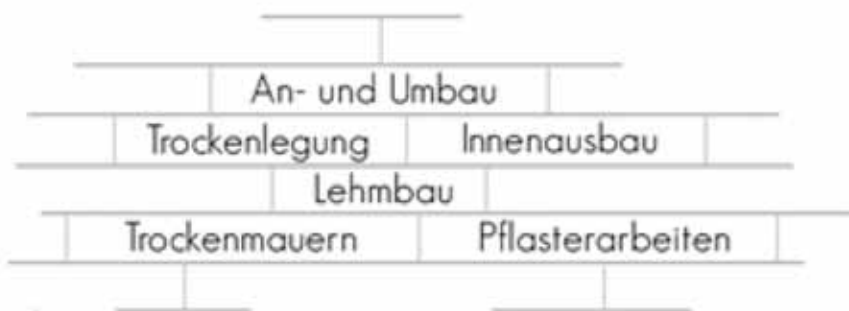 An- und Umbau
Trockenlegung Innenausbau
Lehmbau
Trockenmauern Pflasterarbeiten